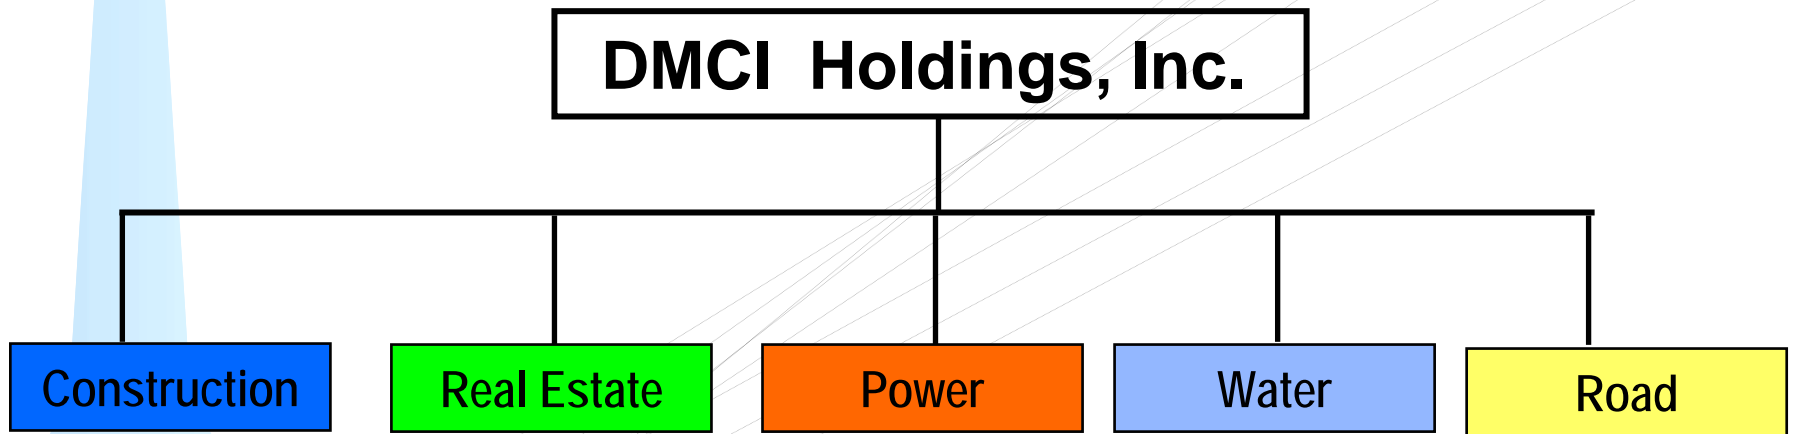 DMCI Holdings, Inc.
Construction
Real Estate
Power
Water
Road